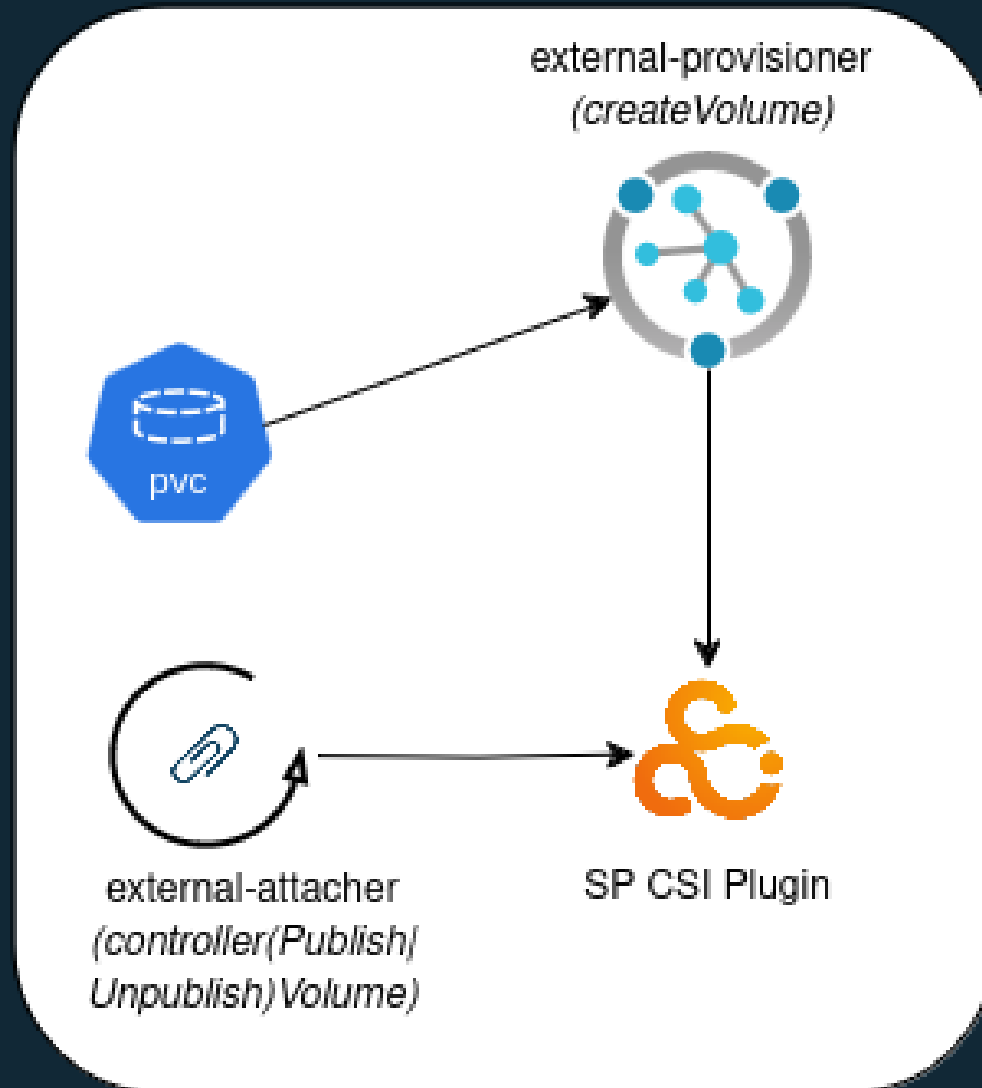 external-provisioner
(createVolume)
pvc
external-attacher
(controller(Publish|
Unpublish)Volume)
SP CSI Plugin